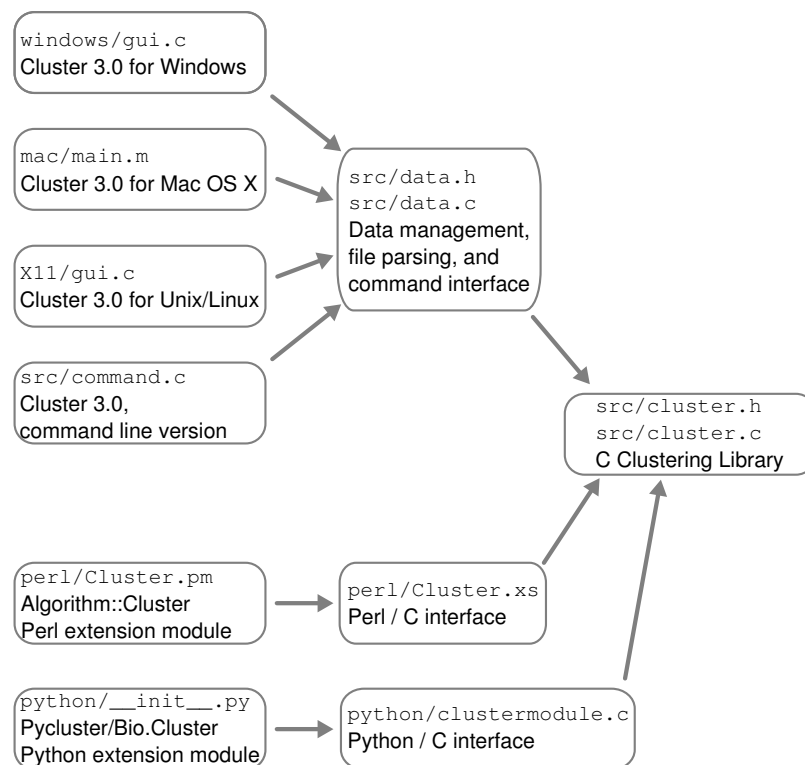 windows/gui.c
Cluster 3.0 for Windows
mac/main.m
Cluster 3.0 for Mac OS X
X11/gui.c
Cluster 3.0 for Unix/Linux
src/command.c
Cluster 3.0,
command line version
src/data.h
src/data.c
Data management,
file parsing, and
command interface
src/cluster.h
src/cluster.c
C Clustering Library
perl/Cluster.pm
Algorithm::Cluster
Perl extension module
perl/Cluster.xs
Perl / C interface
python/__init__.py
Pycluster/Bio.Cluster
Python extension module
python/clustermodule.c
Python / C interface